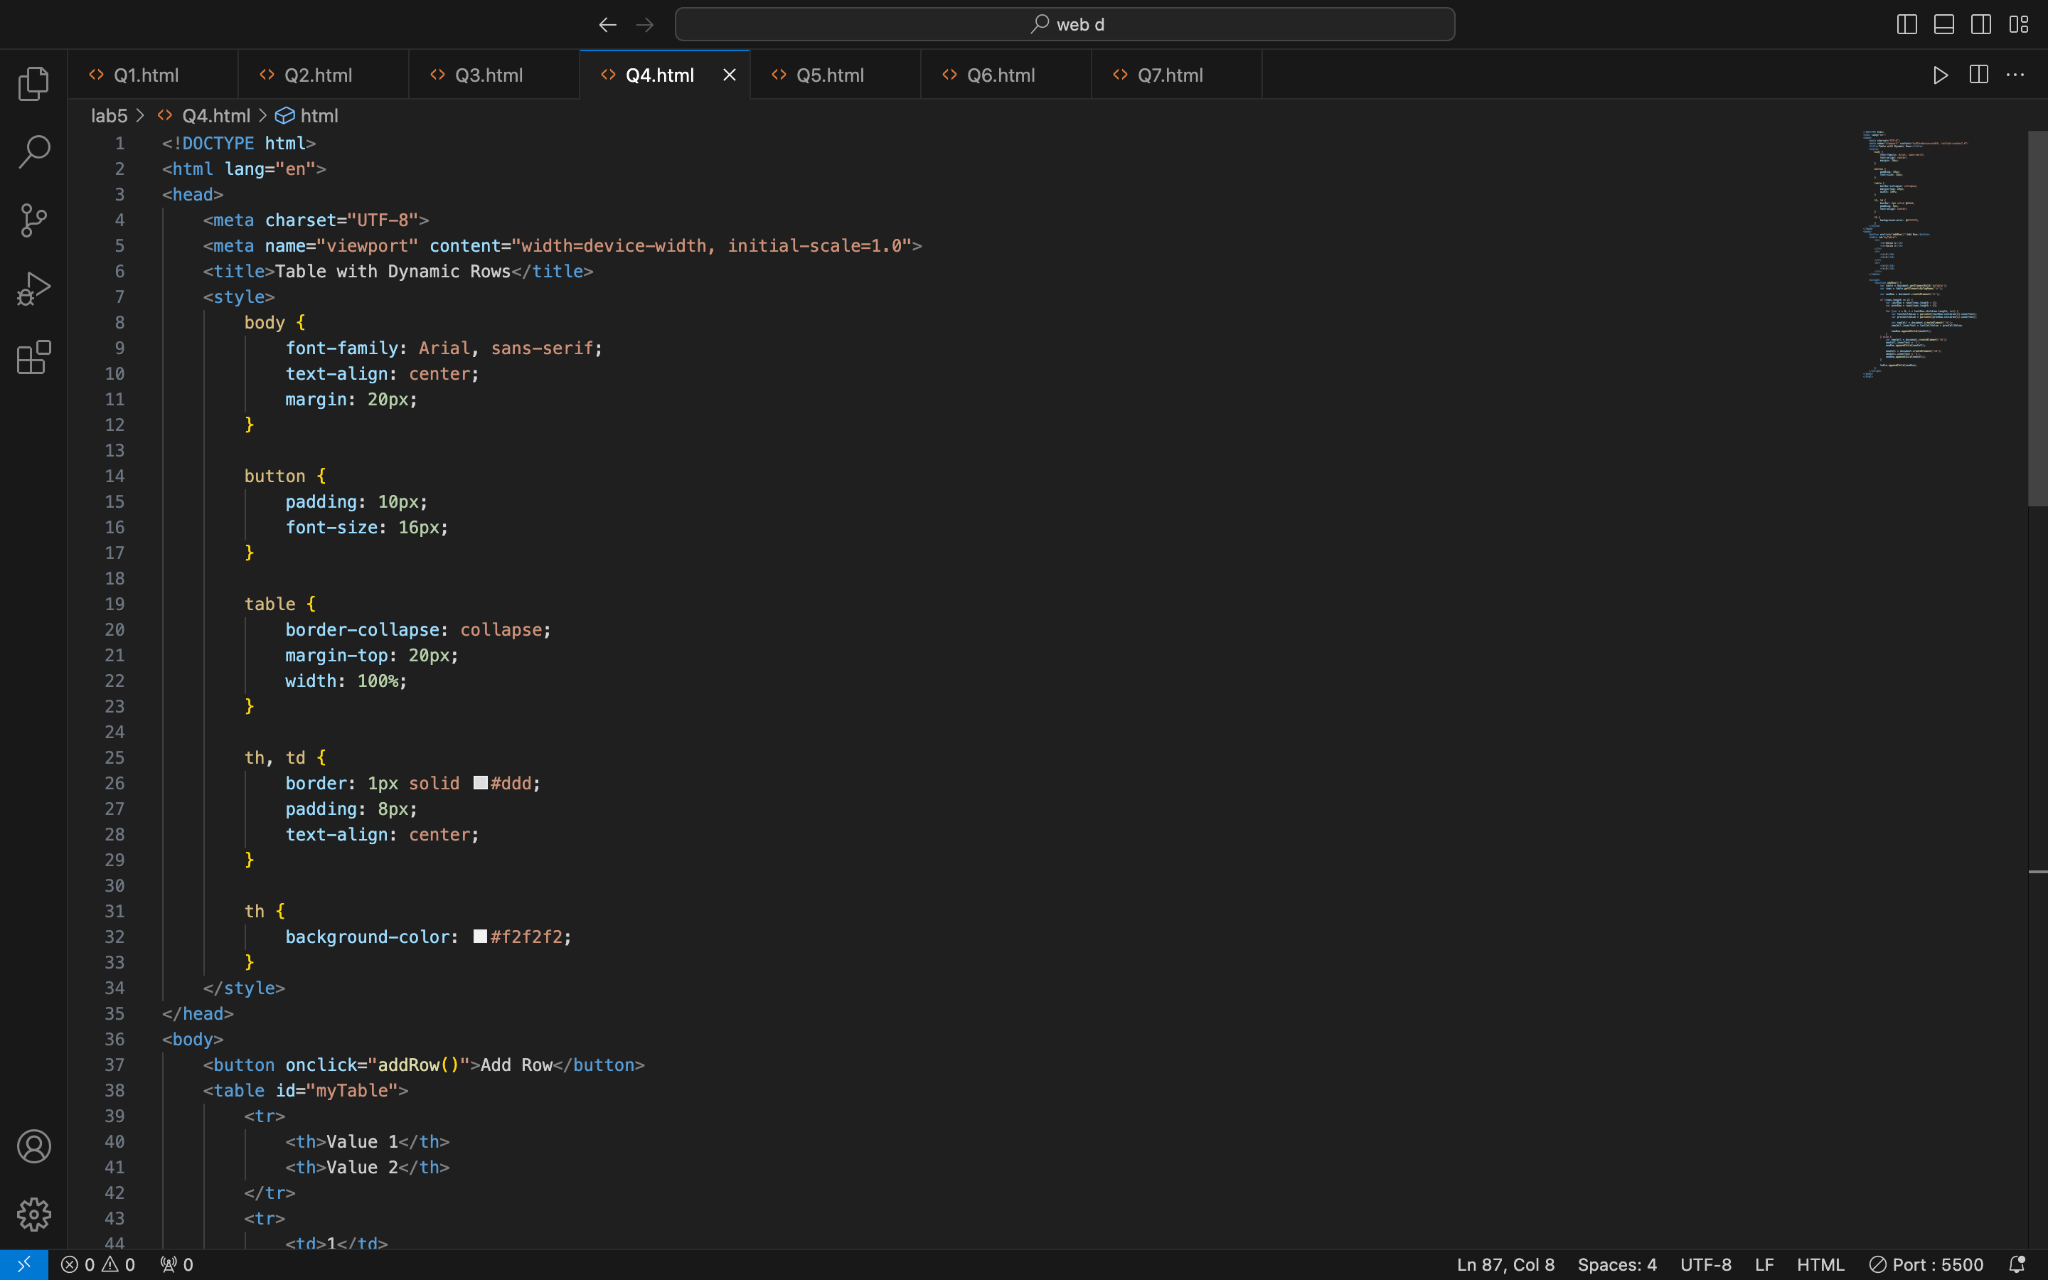 web d
Q1.html Q2.html Q3.html Q4.html Q5.html Q6.html Q7.html
lab5 > Q4.html > html
1 <!DOCTYPE html>
2 <html lang="en">
3 <head>
4 <meta charset="UTF-8">
5 <meta name="viewport" content="width=device-width, initial-scale=1.0">
6 <title>Table with Dynamic Rows</title>
7 <style>
8 body {
9 font-family: Arial, sans-serif;
10 text-align: center;
11 margin: 20px;
12 }
13
14 button {
15 padding: 10px;
16 font-size: 16px;
17 }
18
19 table {
20 border-collapse: collapse;
21 margin-top: 20px;
22 width: 100%;
23 }
24
25 th, td {
26 border: 1px solid #ddd;
27 padding: 8px;
28 text-align: center;
29 }
30
31 th {
32 background-color: #f2f2f2;
33 }
34 </style>
35 </head>
36 <body>
37 <button onclick="addRow()">Add Row</button>
38 <table id="myTable">
39 <tr>
40 <th>Value 1</th>
41 <th>Value 2</th>
42 </tr>
43 <tr>
44 <td>1</td>
0 0 0 Ln 87, Col 8 Spaces: 4 UTF-8 LF HTML Port : 5500